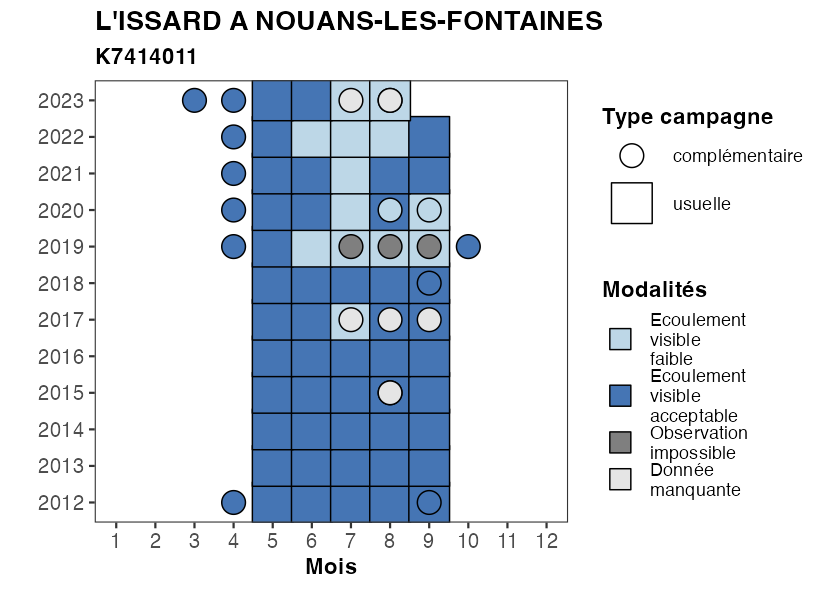 L'ISSARD A NOUANS-LES-FONTAINES
K7414011
2023
2022
2021
2020
2019
2018
2017
2016
2015
2014
2013
2012
1 2 3 4 5 6 7 8 9 10 11 12
Mois
Type campagne
complémentaire
usuelle
Modalités
Ecoulement
visible
faible
Ecoulement
visible
acceptable
Observation
impossible
Donnée
manquante